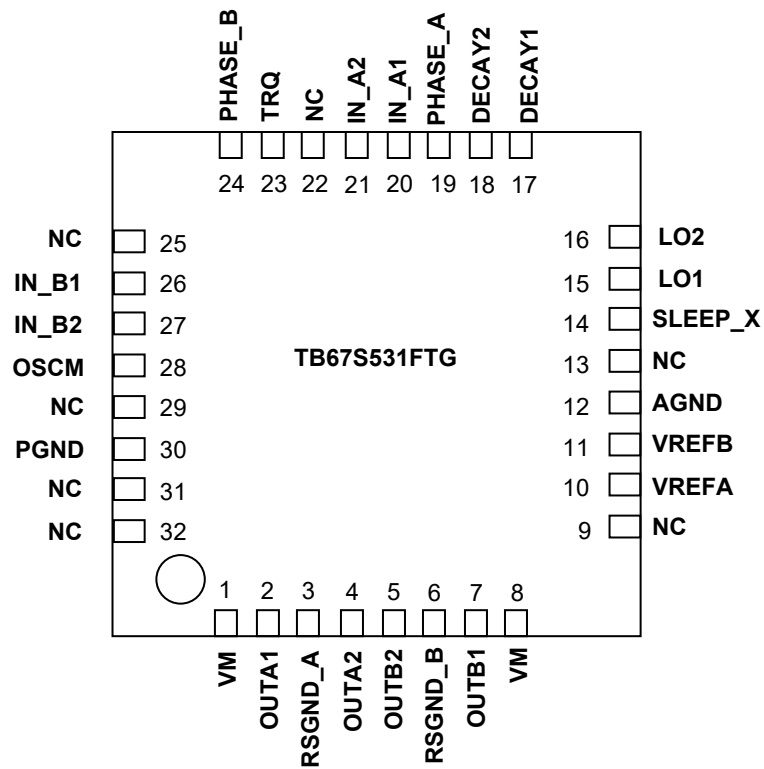 PHASE_B
TRQ
NC
IN_A2
IN_A1
PHASE_A
DECAY2
DECAY1
24 23 22 21 20 19 18 17
NC 25 16 LO2
IN_B1 26 15 LO1
IN_B2 27 14 SLEEP_X
TB67S531FTG
OSCM 28 13 NC
NC 29 12 AGND
PGND 30 11 VREFB
NC 31 10 VREFA
NC 32 9 NC
1 2 3 4 5 6 7 8
VM
OUTA1
RSGND_A
OUTA2
OUTB2
RSGND_B
OUTB1
VM